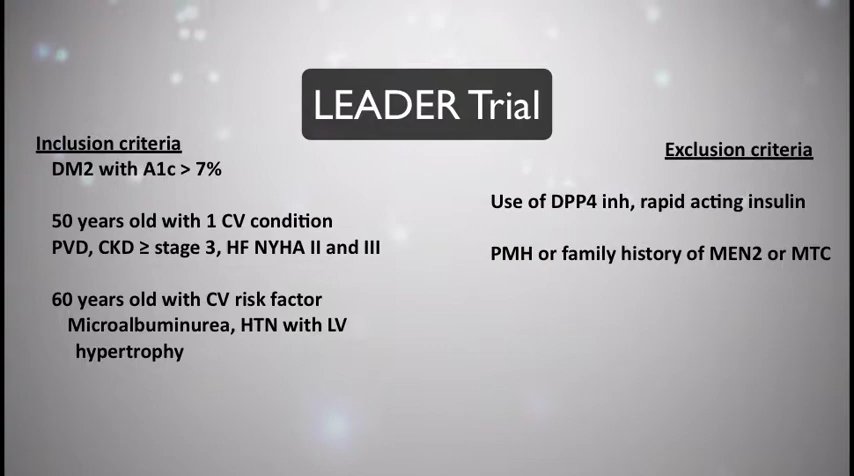 LEADER Trial
Inclusion criteria
DM2 with A1c > 7%
50 years old with 1 CV condition
PVD, CKD ≥ stage 3, HF NYHA II and III
60 years old with CV risk factor
Microalbuminurea, HTN with LV
hypertrophy
Exclusion criteria
Use of DPP4 inh, rapid acting insulin
PMH or family history of MEN2 or MTC